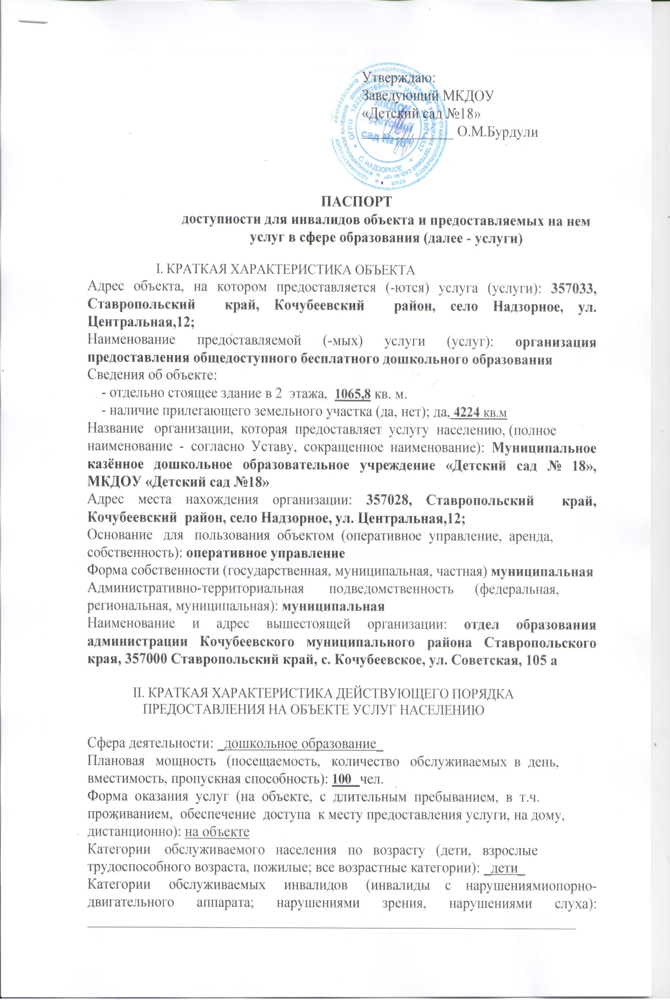 Утверждаю:
Заведующий МКДОУ
«Детский сад №18»
О.М.Бурдули
МКДОУ
"Детский
сад №18"
С. НАДЗОРНОЕ
ПАСПОРТ
доступности для инвалидов объекта и предоставляемых на нем
услуг в сфере образования (далее - услуги)
I. КРАТКАЯ ХАРАКТЕРИСТИКА ОБЪЕКТА
Адрес объекта, на котором предоставляется (-ются) услуга (услуги): 357033,
Ставропольский край, Кочубеевский район, село Надзорное, ул.
Центральная,12;
Наименование предоставляемой (-мых) услуги (услуг): организация
предоставления общедоступного бесплатного дошкольного образования
Сведения об объекте:
- отдельно стоящее здание в 2 этажа, 1065,8 кв. м.
- наличие прилегающего земельного участка (да, нет); да, 4224 кв.м
Название организации, которая предоставляет услугу населению, (полное
наименование - согласно Уставу, сокращенное наименование): Муниципальное
казённое дошкольное образовательное учреждение «Детский сад № 18»,
МКДОУ «Детский сад №18»
Адрес места нахождения организации: 357028, Ставропольский край,
Кочубеевский район, село Надзорное, ул. Центральная,12;
Основание для пользования объектом (оперативное управление, аренда,
собственность): оперативное управление
Форма собственности (государственная, муниципальная, частная) муниципальная
Административно-территориальная подведомственность (федеральная,
региональная, муниципальная): муниципальная
Наименование и адрес вышестоящей организации: отдел образования
администрации Кочубеевского муниципального района Ставропольского
края, 357000 Ставропольский край, с. Кочубеевское, ул. Советская, 105 а
II. КРАТКАЯ ХАРАКТЕРИСТИКА ДЕЙСТВУЮЩЕГО ПОРЯДКА
ПРЕДОСТАВЛЕНИЯ НА ОБЪЕКТЕ УСЛУГ НАСЕЛЕНИЮ
Сфера деятельности: _дошкольное образование_
Плановая мощность (посещаемость, количество обслуживаемых в день,
вместимость, пропускная способность): 100 чел.
Форма оказания услуг (на объекте, с длительным пребыванием, в т.ч.
проживанием, обеспечение доступа к месту предоставления услуги, на дому,
дистанционно): на объекте
Категории обслуживаемого населения по возрасту (дети, взрослые
трудоспособного возраста, пожилые; все возрастные категории): _дети_
Категории обслуживаемых инвалидов (инвалиды с нарушениямиопорно-
двигательного аппарата; нарушениями зрения, нарушениями слуха):